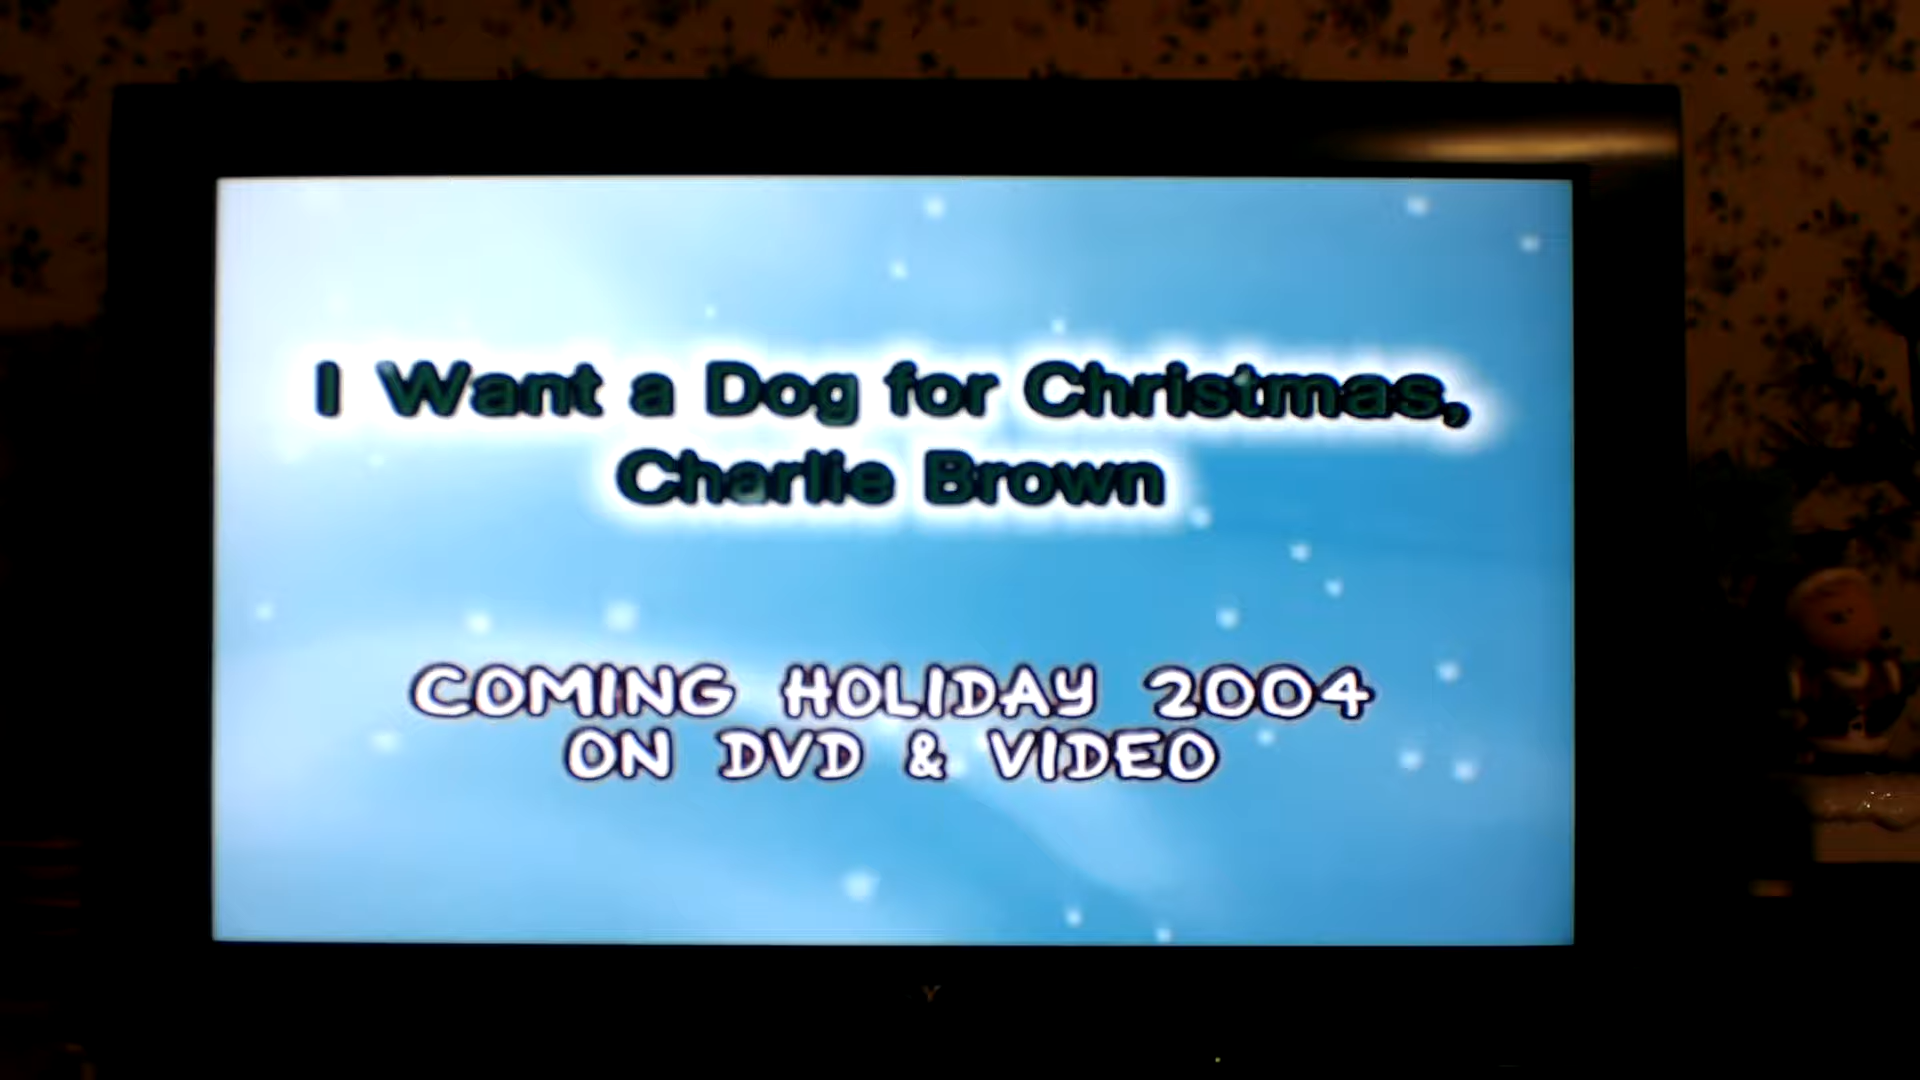 I Want a Dog for Christmas,
Charlie Brown
COMING HOLIDAY 2004
ON DVD & VIDEO